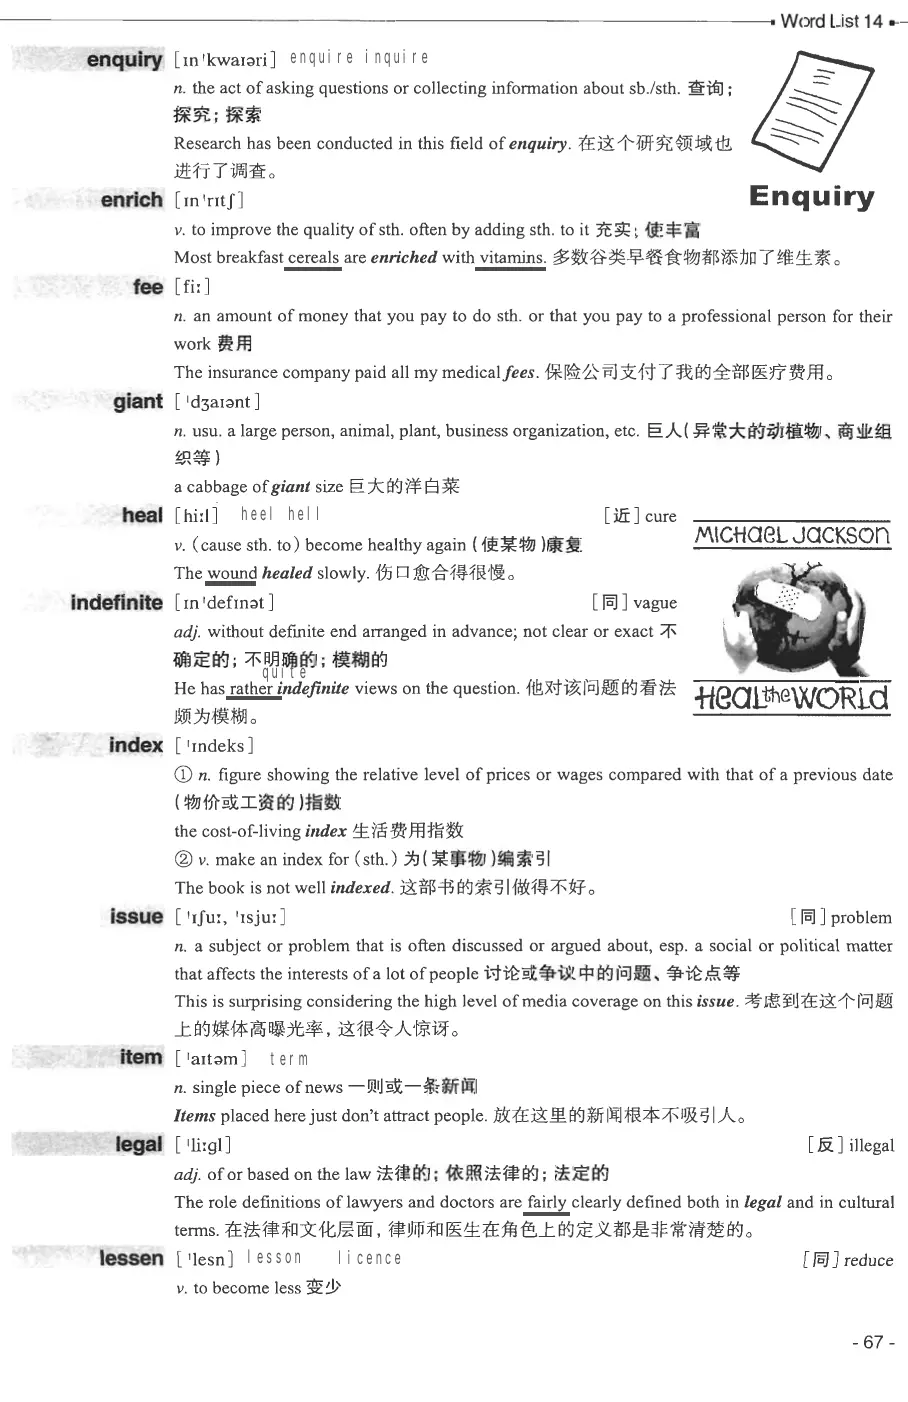 Word List 14
enquiry [ɪnˈkwaɪəri] enquire inquire
n. the act of asking questions or collecting information about sb./sth. 查询；
探究；探索
Research has been conducted in this field of enquiry. 在这个研究领域也
进行了调查。
Enquiry
enrich [ɪnˈrɪtʃ]
v. to improve the quality of sth. often by adding sth. to it 充实；使丰富
Most breakfast cereals are enriched with vitamins. 多数谷类早餐食物都添加了维生素。
fee [fiː]
n. an amount of money that you pay to do sth. or that you pay to a professional person for their
work 费用
The insurance company paid all my medical fees. 保险公司支付了我的全部医疗费用。
giant [ˈdʒaɪənt]
n. usu. a large person, animal, plant, business organization, etc. 巨人(异常大的动植物、商业组
织等)
a cabbage of giant size 巨大的洋白菜
heal [hiːl] heel hell [近] cure
v. (cause sth. to) become healthy again (使某物)康复
The wound healed slowly. 伤口愈合得很慢。
MICHAEL JACKSON
HEAL the WORLD
indefinite [ɪnˈdefɪnət] [同] vague
adj. without definite end arranged in advance; not clear or exact 不
确定的；不明确的；模糊的
quite
He has rather indefinite views on the question. 他对该问题的看法
颇为模糊。
index [ˈɪndeks]
① n. figure showing the relative level of prices or wages compared with that of a previous date
(物价或工资的)指数
the cost-of-living index 生活费用指数
② v. make an index for (sth.) 为(某事物)编索引
The book is not well indexed. 这部书的索引做得不好。
issue [ˈɪʃuː, ˈɪsjuː] [同] problem
n. a subject or problem that is often discussed or argued about, esp. a social or political matter
that affects the interests of a lot of people 讨论或争议中的问题、争论点等
This is surprising considering the high level of media coverage on this issue. 考虑到在这个问题
上的媒体高曝光率，这很令人惊讶。
item [ˈaɪtəm] term
n. single piece of news 一则或一条新闻
Items placed here just don't attract people. 放在这里的新闻根本不吸引人。
legal [ˈliːgl] [反] illegal
adj. of or based on the law 法律的；依照法律的；法定的
The role definitions of lawyers and doctors are fairly clearly defined both in legal and in cultural
terms. 在法律和文化层面，律师和医生在角色上的定义都是非常清楚的。
lessen [ˈlesn] lesson licence [同] reduce
v. to become less 变少
- 67 -